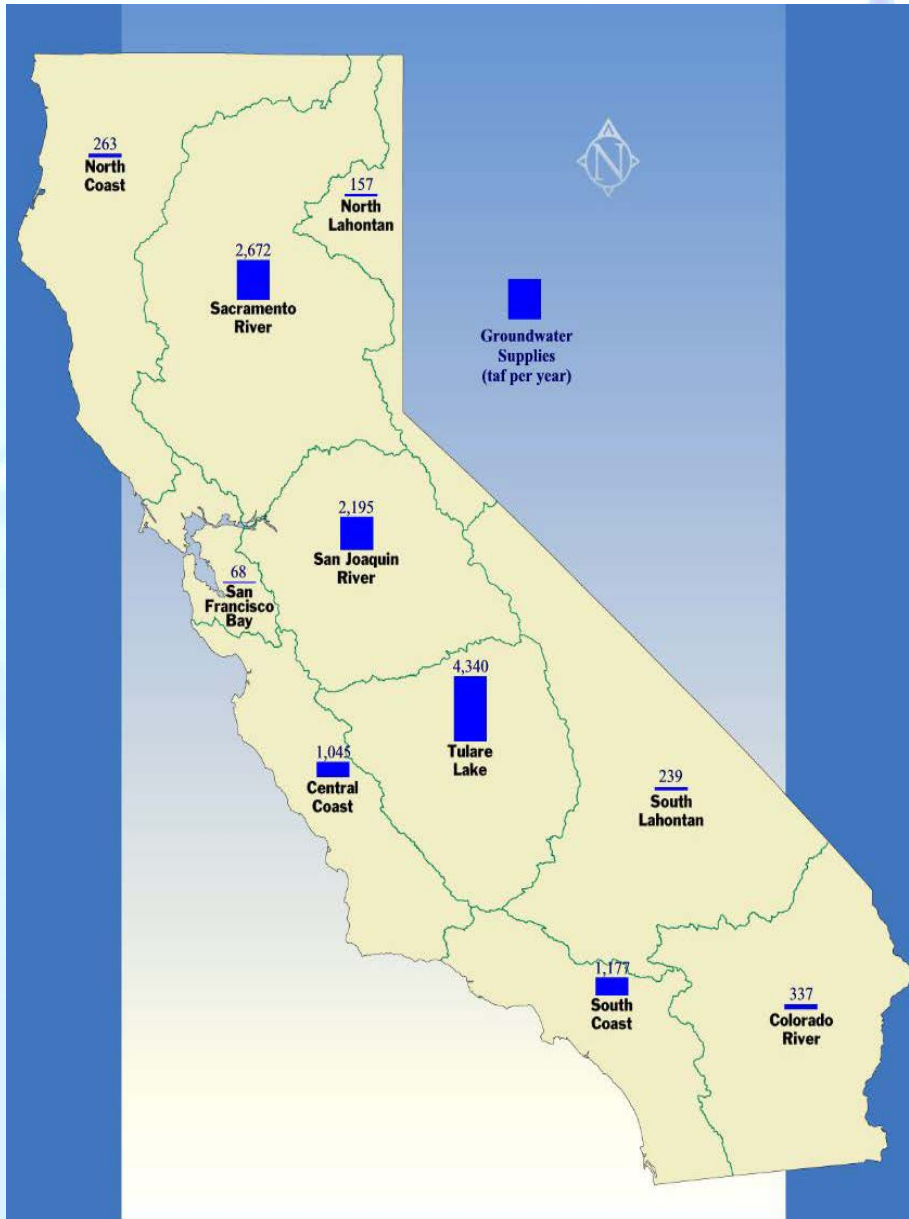 263
North
Coast
157
North
Lahontan
N
2,672
Sacramento
River
Groundwater
Supplies
(taf per year)
2,195
San Joaquin
River
68
San
Francisco
Bay
4,340
Tulare
Lake
1,045
Central
Coast
239
South
Lahontan
1,177
South
Coast
337
Colorado
River